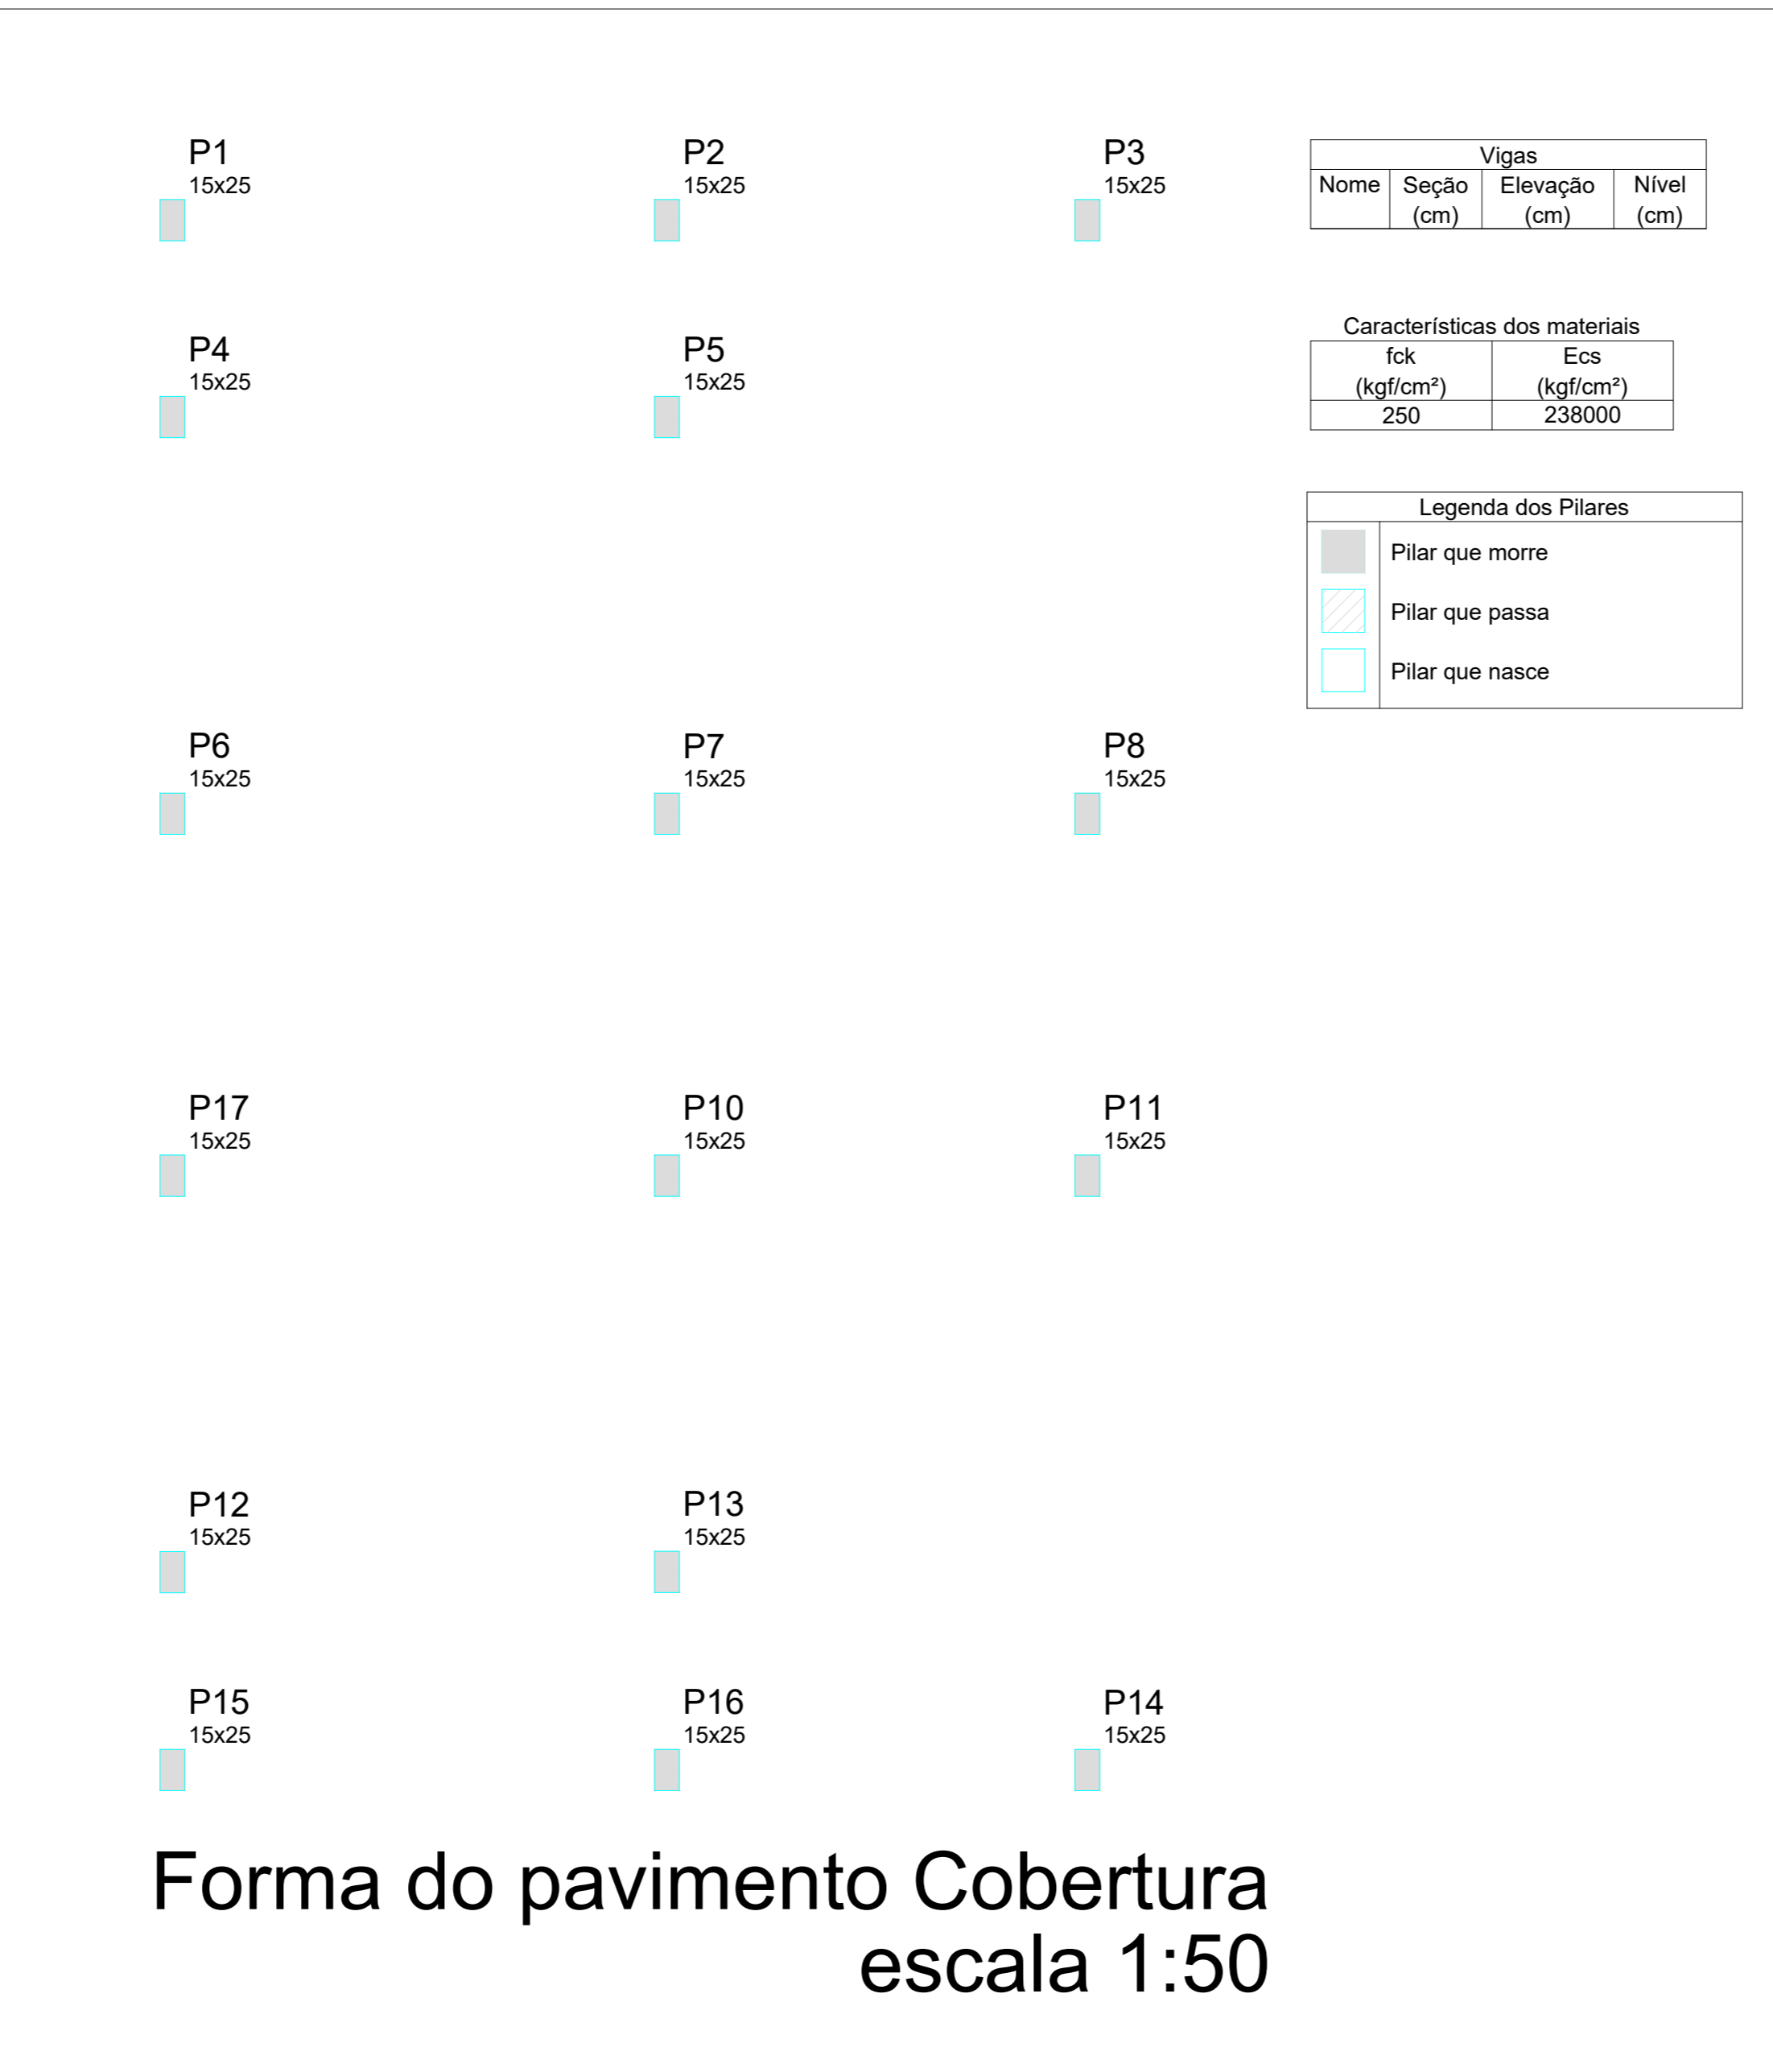 P1
15x25
P2
15x25
P3
15x25
Vigas
Nome Seção Elevação Nível
(cm) (cm) (cm)
P4
15x25
P5
15x25
Características dos materiais
fck Ecs
(kgf/cm²) (kgf/cm²)
250 238000
Legenda dos Pilares
Pilar que morre
Pilar que passa
Pilar que nasce
P6
15x25
P7
15x25
P8
15x25
P17
15x25
P10
15x25
P11
15x25
P12
15x25
P13
15x25
P15
15x25
P16
15x25
P14
15x25
Forma do pavimento Cobertura
escala 1:50